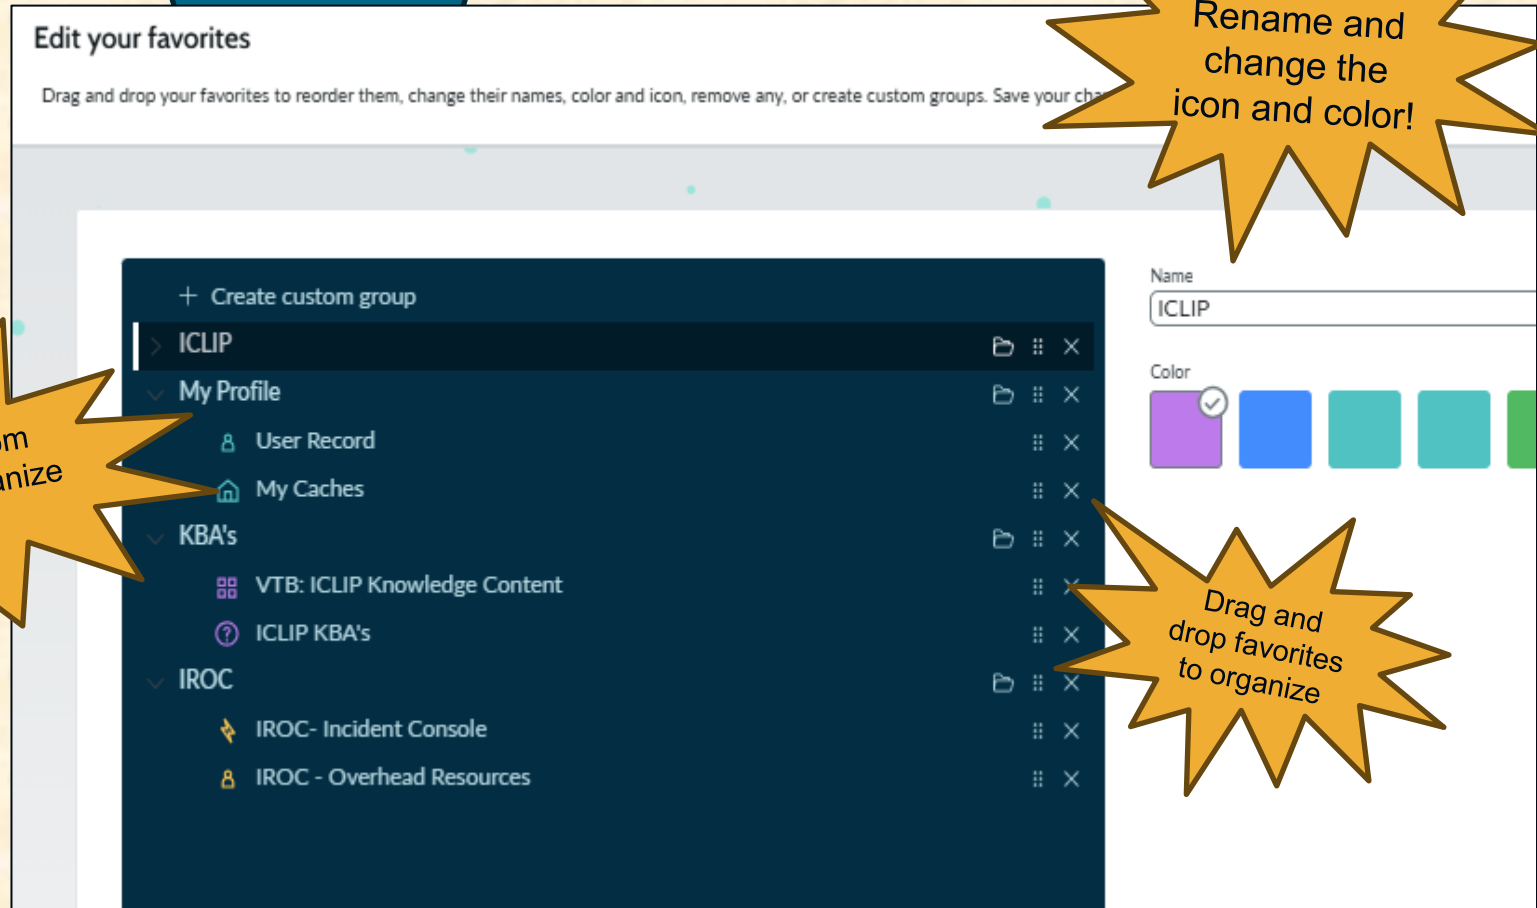 Edit your favorites
Rename and
change the
icon and color!
Drag and drop your favorites to reorder them, change their names, color and icon, remove any, or create custom groups. Save your
Create custom group
ICLIP
My Profile
User Record
My Caches
KBA's
VTB: ICLIP Knowledge Content
ICLIP KBA's
IROC
IROC- Incident Console
IROC - Overhead Resources
Name
ICLIP
Color
Drag and
drop favorites
to organize